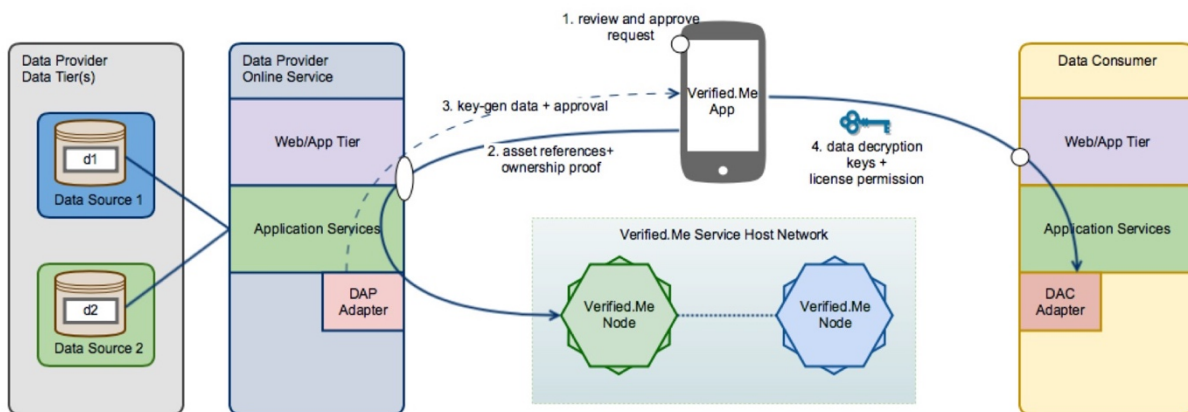 1. review and approve
request
Data Provider
Data Tier(s)
d1
Data Source 1
d2
Data Source 2
Data Provider
Online Service
Web/App Tier
Application Services
DAP
Adapter
3. key-gen data + approval
2. asset references+
ownership proof
Verified.Me
App
4. data decryption
keys +
license permission
Verified.Me Service Host Network
Verified.Me
Node
Verified.Me
Node
Data Consumer
Web/App Tier
Application Services
DAC
Adapter